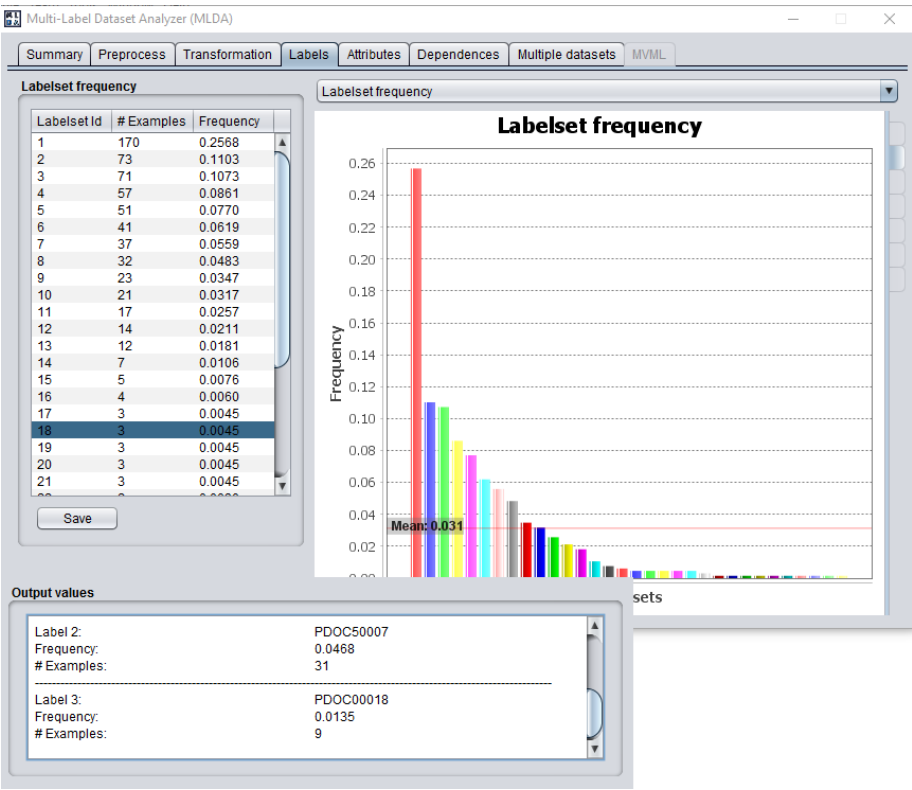 Multi-Label Dataset Analyzer (MLDA)
Summary Preprocess Transformation Labels Attributes Dependences Multiple datasets MVML
Labelset frequency
Labelset Id # Examples Frequency
1 170 0.2568
2 73 0.1103
3 71 0.1073
4 57 0.0861
5 51 0.0770
6 41 0.0619
7 37 0.0559
8 32 0.0483
9 23 0.0347
10 21 0.0317
11 17 0.0257
12 14 0.0211
13 12 0.0181
14 7 0.0106
15 5 0.0076
16 4 0.0060
17 3 0.0045
18 3 0.0045
19 3 0.0045
20 3 0.0045
21 3 0.0045
Save
Labelset frequency
Labelset frequency
Frequency
0.26
0.24
0.22
0.20
0.18
0.16
0.14
0.12
0.10
0.08
0.06
0.04
Mean: 0.031
0.02
sets
Output values
Label 2: PDOC50007
Frequency: 0.0468
# Examples: 31
Label 3: PDOC00018
Frequency: 0.0135
# Examples: 9